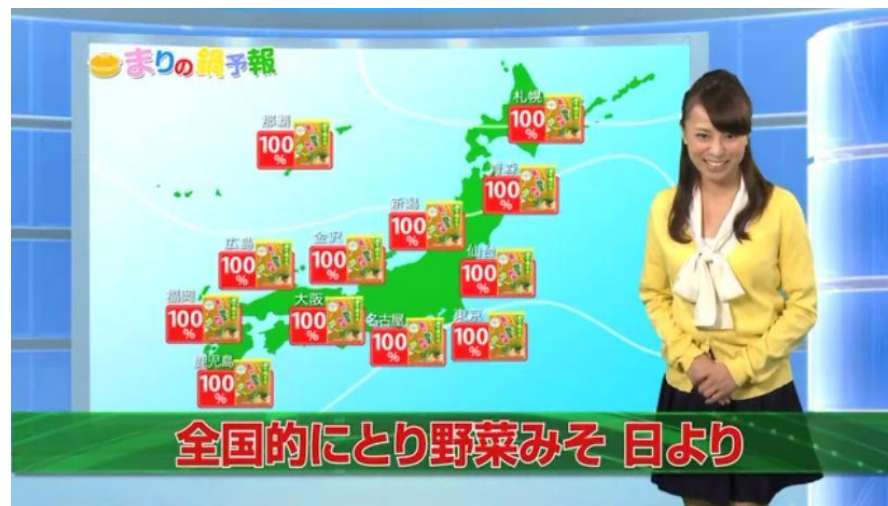 まりの鍋予報
札幌
100
%
那覇
100
%
青森
100
%
新潟
100
%
金沢
100
%
広島
100
%
仙台
100
%
福岡
100
%
大阪
100
%
名古屋
100
%
東京
100
%
鹿児島
100
%
全国的にとり野菜みそ 日より